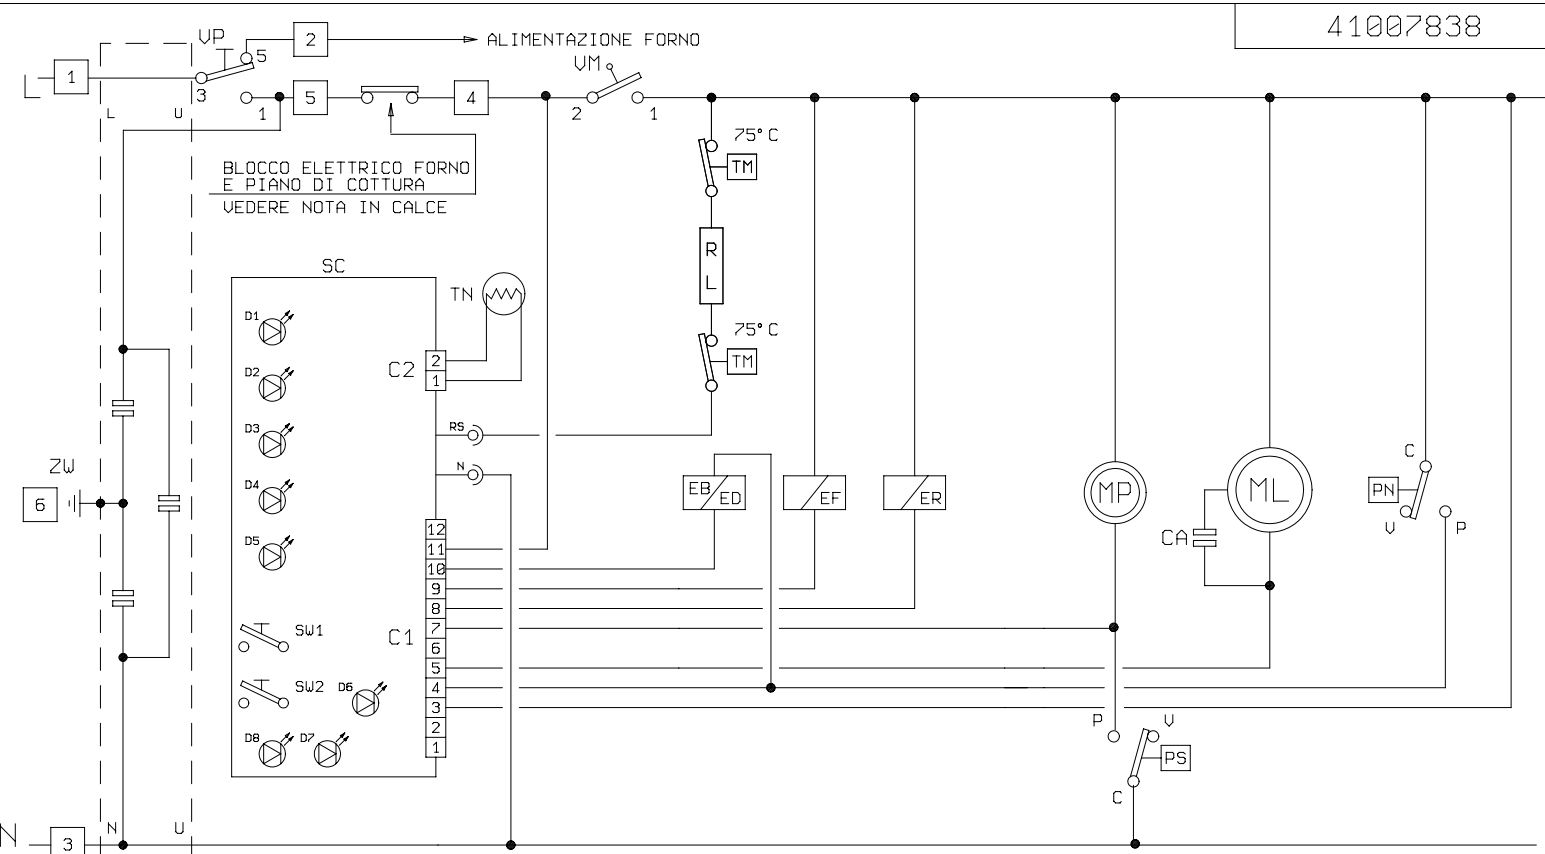 41007838
VP
5
2
ALIMENTAZIONE FORNO
L
1
3
1
5
4
VM
2
1
L
U
75°C
TM
BLOCCO ELETTRICO FORNO
E PIANO DI COTTURA
VEDERE NOTA IN CALCE
R
L
SC
TN
D1
75°C
TM
C2
2
1
D2
D3
RS
N
C
ZW
6
D4
EB
ED
EF
ER
MP
ML
PN
V
P
CA
D5
12
11
10
9
8
7
6
5
4
3
2
1
C1
SW1
SW2
D6
D8
D7
P
V
PS
C
N
3
N
U